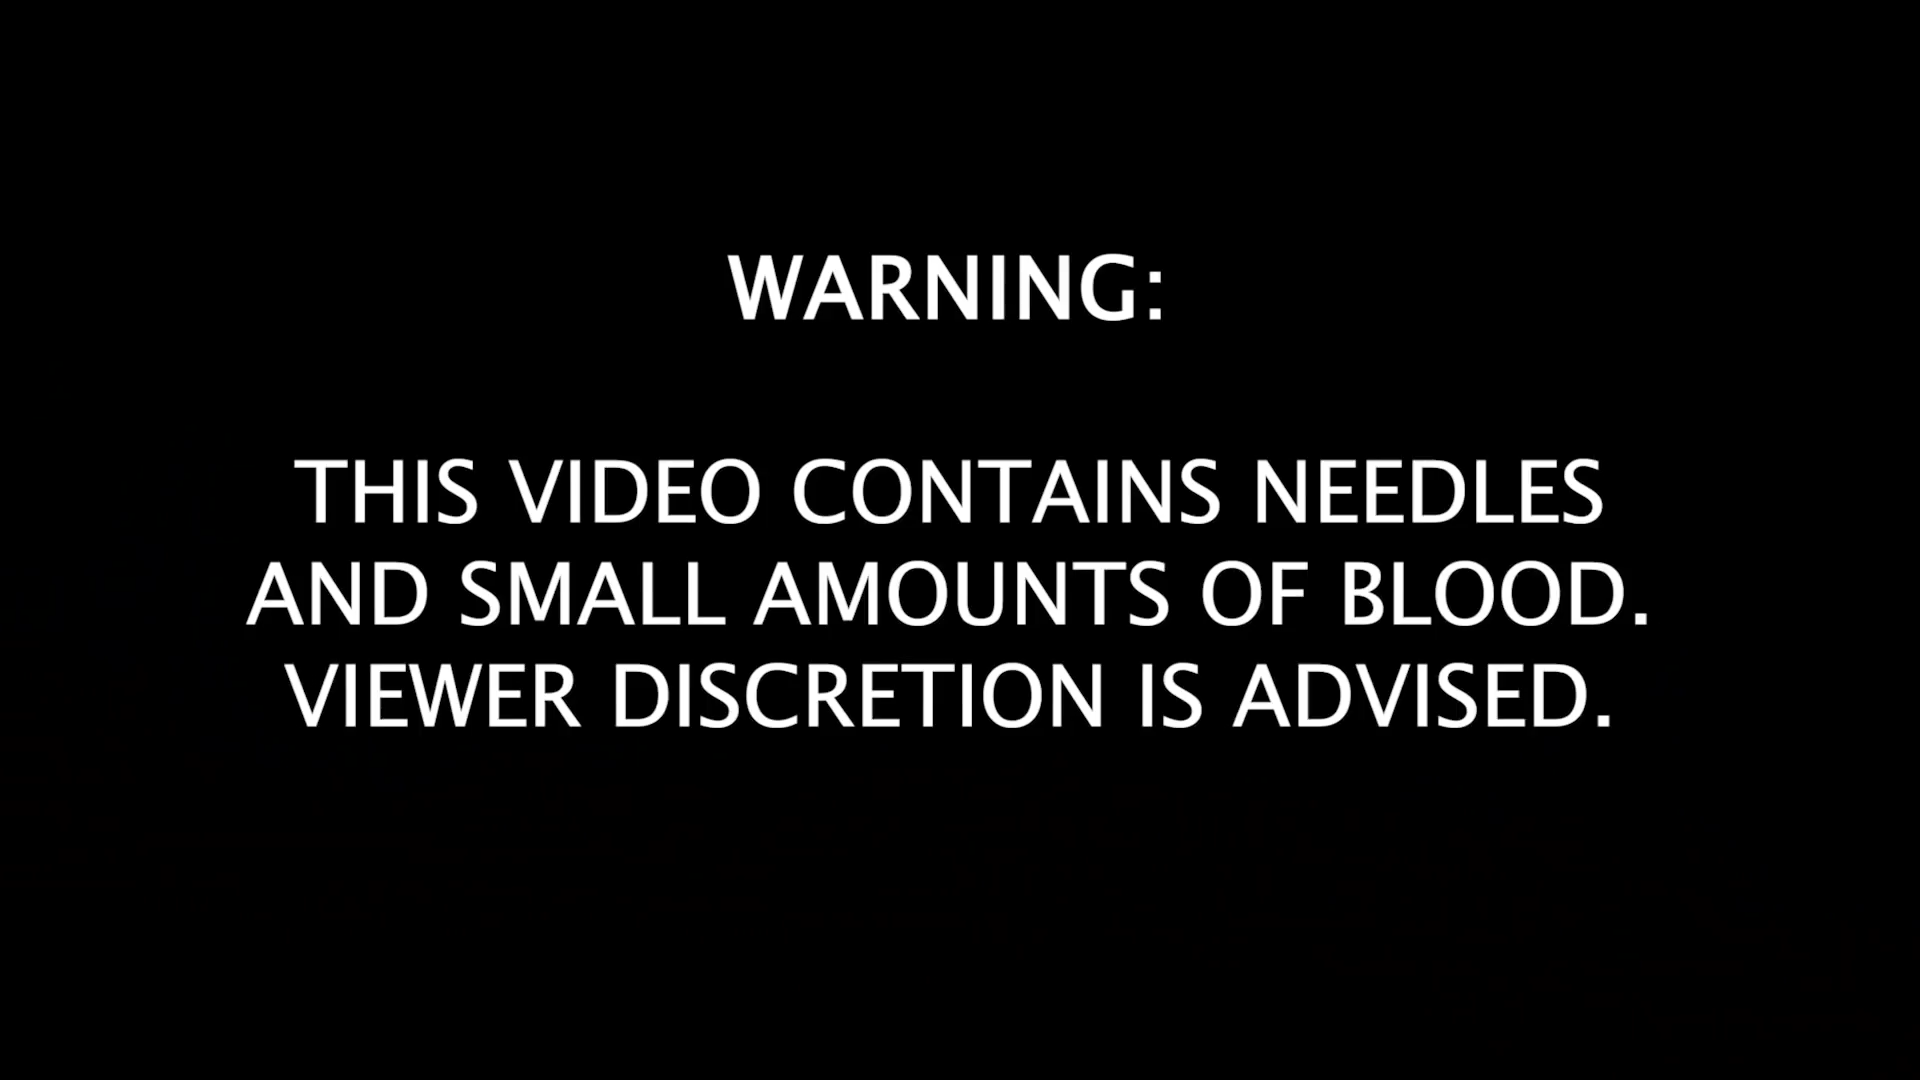 WARNING:
THIS VIDEO CONTAINS NEEDLES
AND SMALL AMOUNTS OF BLOOD.
VIEWER DISCRETION IS ADVISED.